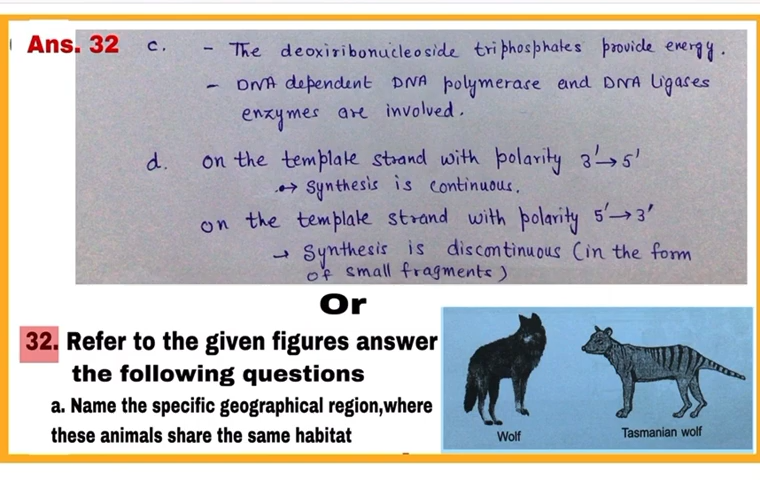 Ans. 32 c. - The deoxiribonucleoside triphosphates provide energy.
- DNA dependent DNA polymerase and DNA Ligases
enzymes are involved.
d. on the template strand with polarity 3'→5'
↔ Synthesis is continuous.
on the template strand with polarity 5'→3'
→ Synthesis is discontinuous (in the form
of small fragments)
Or
32. Refer to the given figures answer
the following questions
a. Name the specific geographical region,where
these animals share the same habitat
Wolf
Tasmanian wolf